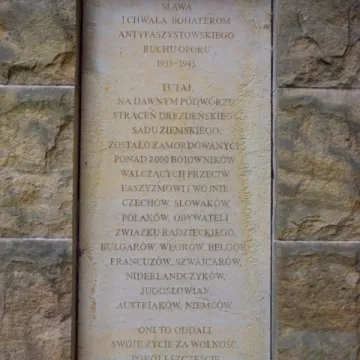 SŁAWA
I CHWAŁA BOHATEROM
ANTYFASZYSTOWSKIEGO
RUCHU OPORU
1933–1945
TUTAJ,
NA DAWNYM PODWÓRZU
STRACEŃ DREZDEŃSKIEGO
SĄDU ZIEMSKIEGO,
ZOSTAŁO ZAMORDOWANYCH
PONAD 2000 BOJOWNIKÓW
WALCZĄCYCH PRZECIW
FASZYZMOWI I WOJNIE
CZECHÓW, SŁOWAKÓW,
POLAKÓW, OBYWATELI
ZWIĄZKU RADZIECKIEGO,
BUŁGARÓW, WĘGRÓW, BELGÓW,
FRANCUZÓW, SZWAJCARÓW,
NIDERLANDCZYKÓW,
JUGOSŁOWIAN,
AUSTRIAKÓW, NIEMCÓW.
ONI TO ODDALI
SWOJE ŻYCIE ZA WOLNOŚĆ,
POKÓJ I SZCZĘŚCIE